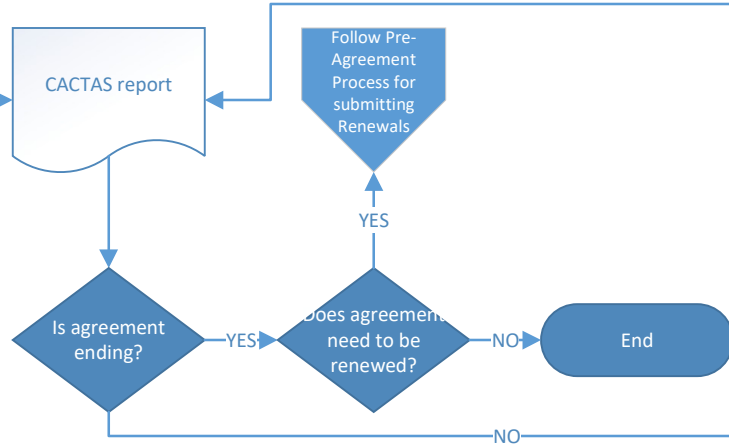 Follow Pre-
Agreement
Process for
submitting
Renewals
CACTAS report
YES
Is agreement
ending?
YES
Does agreement
need to be
renewed?
NO
End
NO